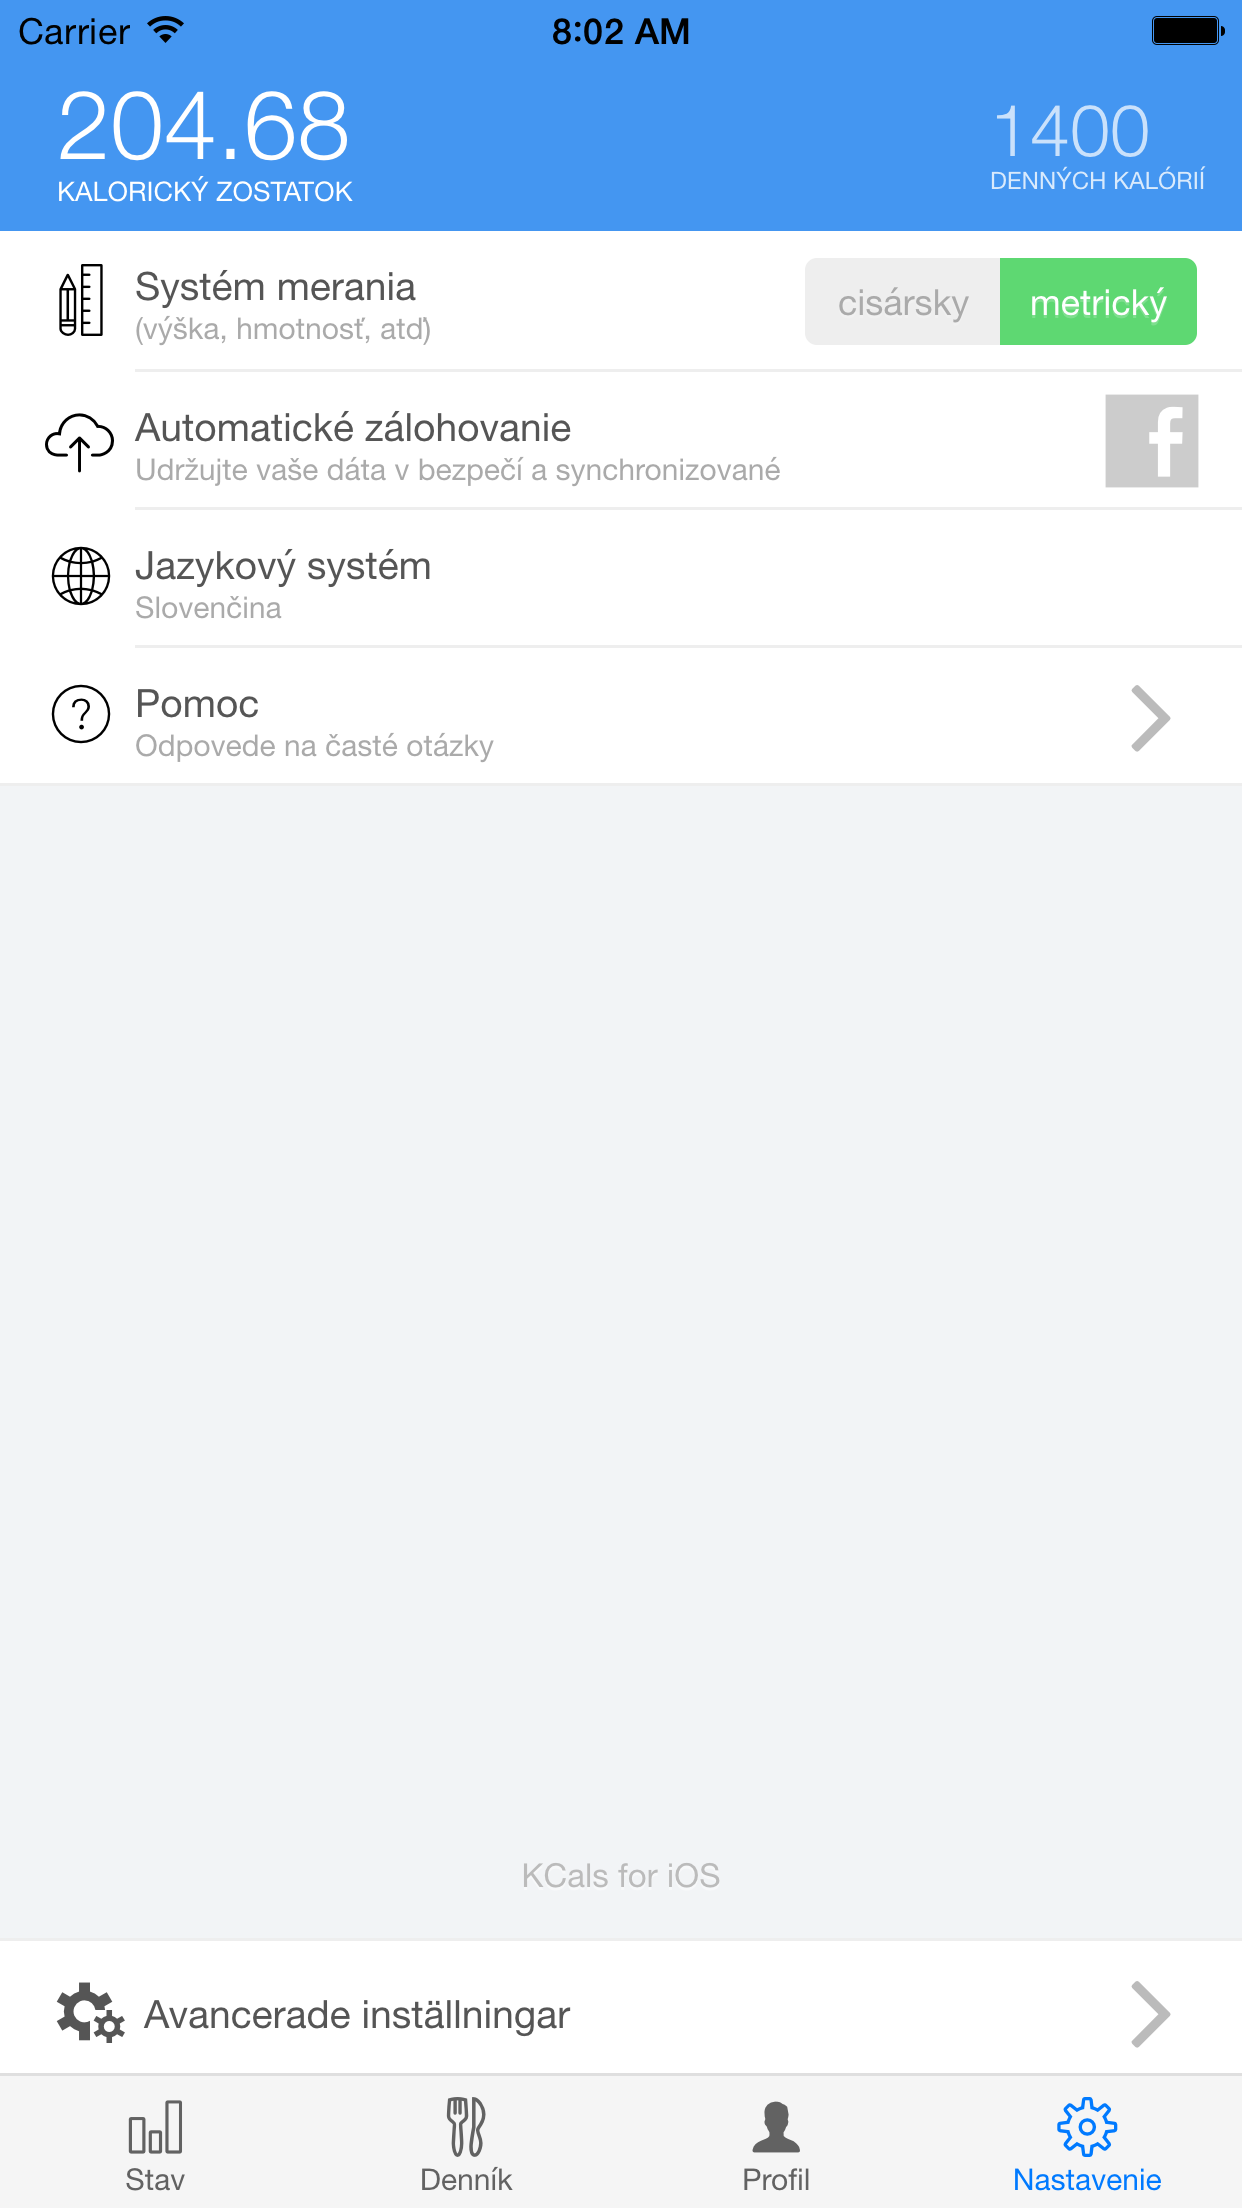 Carrier 8:02 AM
204.68
KALORICKÝ ZOSTATOK
1400
DENNÝCH KALÓRIÍ
Systém merania
(výška, hmotnosť, atď)
cisársky metrický
Automatické zálohovanie
Udržujte vaše dáta v bezpečí a synchronizované
f
Jazykový systém
Slovenčina
?
Pomoc
Odpovede na časté otázky
KCals for iOS
Avancerade inställningar
Stav Denník Profil Nastavenie